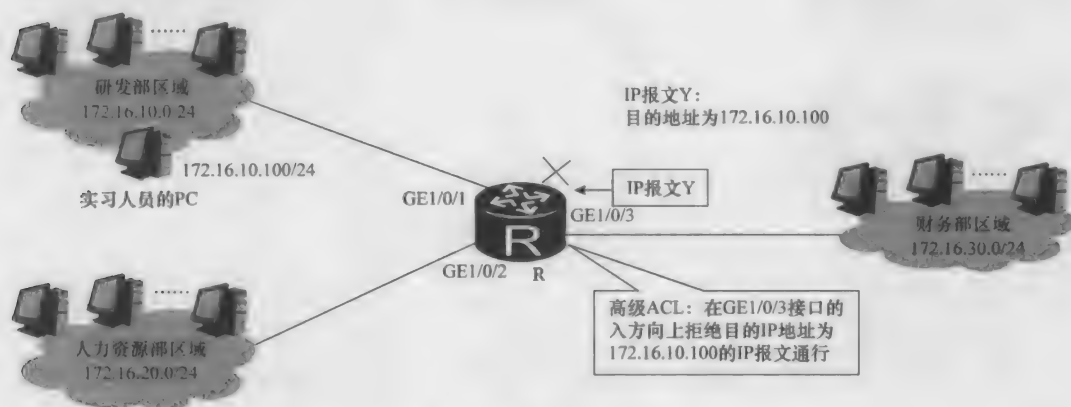 ……
研发部区域
172.16.10.0/24
172.16.10.100/24
实习人员的PC
IP报文Y：
目的地址为172.16.10.100
IP报文Y
GE1/0/1
GE1/0/3
GE1/0/2
R
R
……
财务部区域
172.16.30.0/24
高级ACL：在GE1/0/3接口的
入方向上拒绝目的IP地址为
172.16.10.100的IP报文通行
……
人力资源部区域
172.16.20.0/24